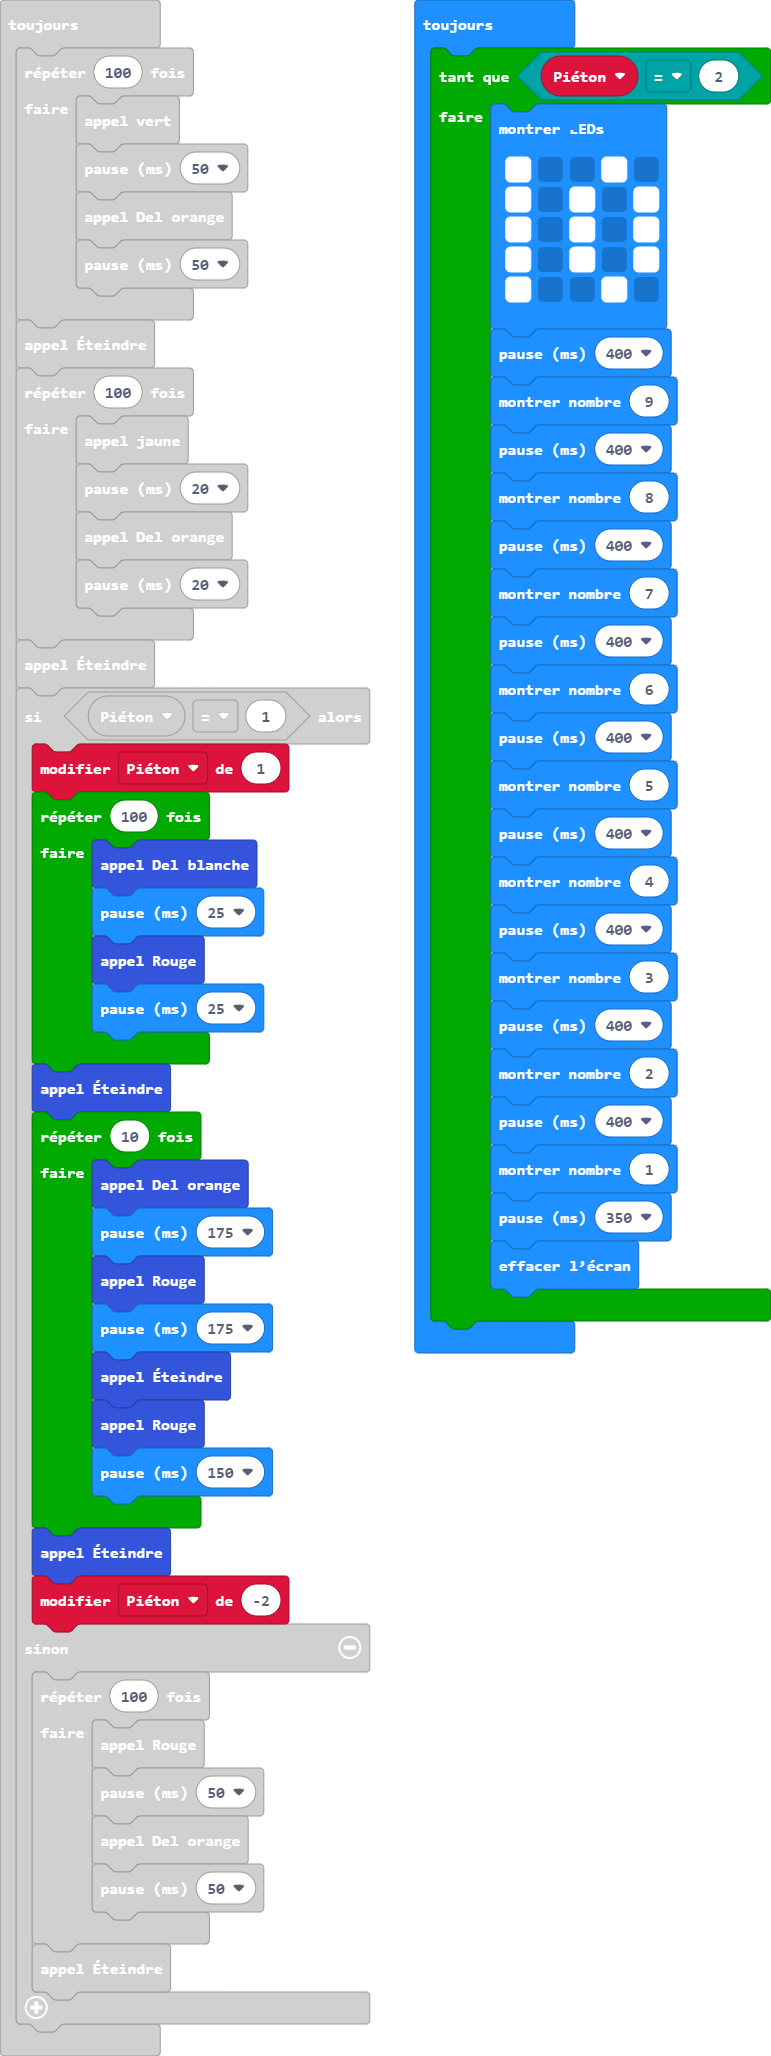 toujours
répéter 100 fois
faire
appel vert
pause (ms) 50
appel Del orange
pause (ms) 50
appel Éteindre
répéter 100 fois
faire
appel jaune
pause (ms) 20
appel Del orange
pause (ms) 20
appel Éteindre
si Piéton = 1 alors
modifier Piéton de 1
répéter 100 fois
faire
appel Del blanche
pause (ms) 25
appel Rouge
pause (ms) 25
appel Éteindre
répéter 10 fois
faire
appel Del orange
pause (ms) 175
appel Rouge
pause (ms) 175
appel Éteindre
appel Rouge
pause (ms) 150
appel Éteindre
modifier Piéton de -2
sinon
répéter 100 fois
faire
appel Rouge
pause (ms) 50
appel Del orange
pause (ms) 50
appel Éteindre
toujours
tant que Piéton = 2
faire
montrer LEDs
pause (ms) 400
montrer nombre 9
pause (ms) 400
montrer nombre 8
pause (ms) 400
montrer nombre 7
pause (ms) 400
montrer nombre 6
pause (ms) 400
montrer nombre 5
pause (ms) 400
montrer nombre 4
pause (ms) 400
montrer nombre 3
pause (ms) 400
montrer nombre 2
pause (ms) 400
montrer nombre 1
pause (ms) 350
effacer l’écran